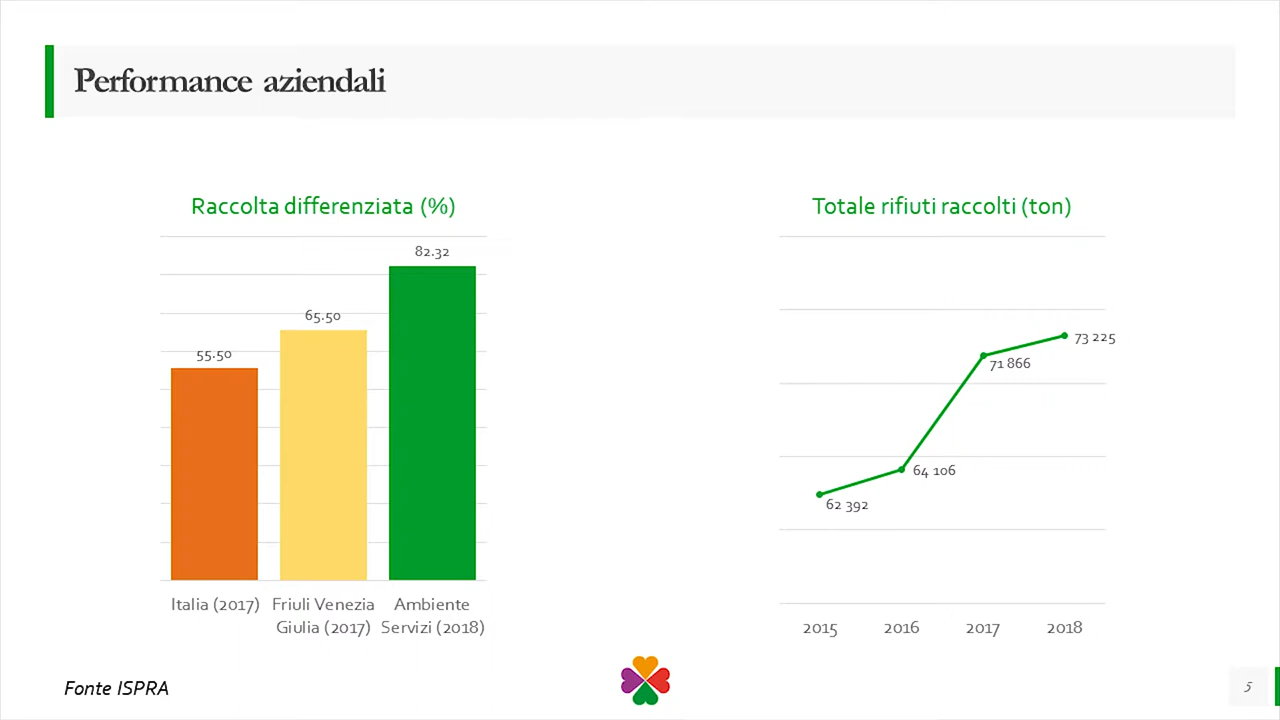 Performance aziendali
Raccolta differenziata (%)
82.32
65.50
55.50
Italia (2017)
Friuli Venezia
Giulia (2017)
Ambiente
Servizi (2018)
Totale rifiuti raccolti (ton)
73 225
71 866
64 106
62 392
2015 2016 2017 2018
Fonte ISPRA
5